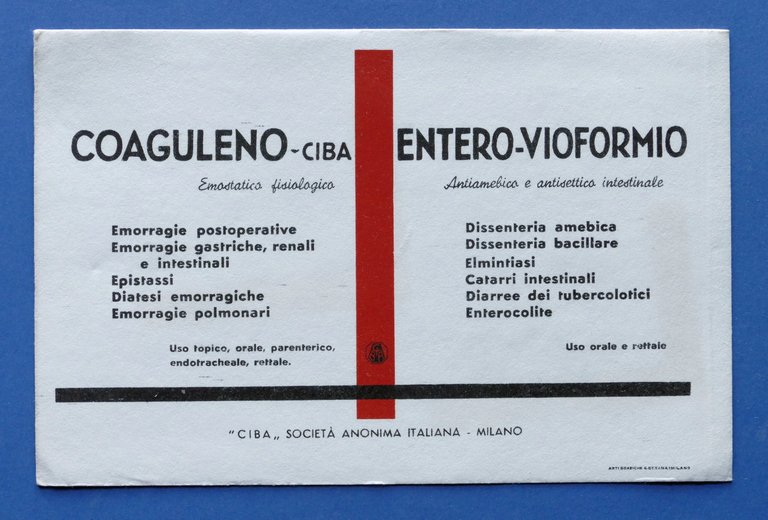 COAGULENO-CIBA
Emostatico fisiologico
Emorragie postoperative
Emorragie gastriche, renali
e intestinali
Epistassi
Diatesi emorragiche
Emorragie polmonari
Uso topico, orale, parenterico,
endotracheale, rettale.
ENTERO-VIOFORMIO
Antiamebico e antisettico intestinale
Dissenteria amebica
Dissenteria bacillare
Elmintiasi
Catarri intestinali
Diarree dei tubercolotici
Enterocolite
Uso orale e rettale
"CIBA„ SOCIETÀ ANONIMA ITALIANA - MILANO
ARTI GRAFICHE